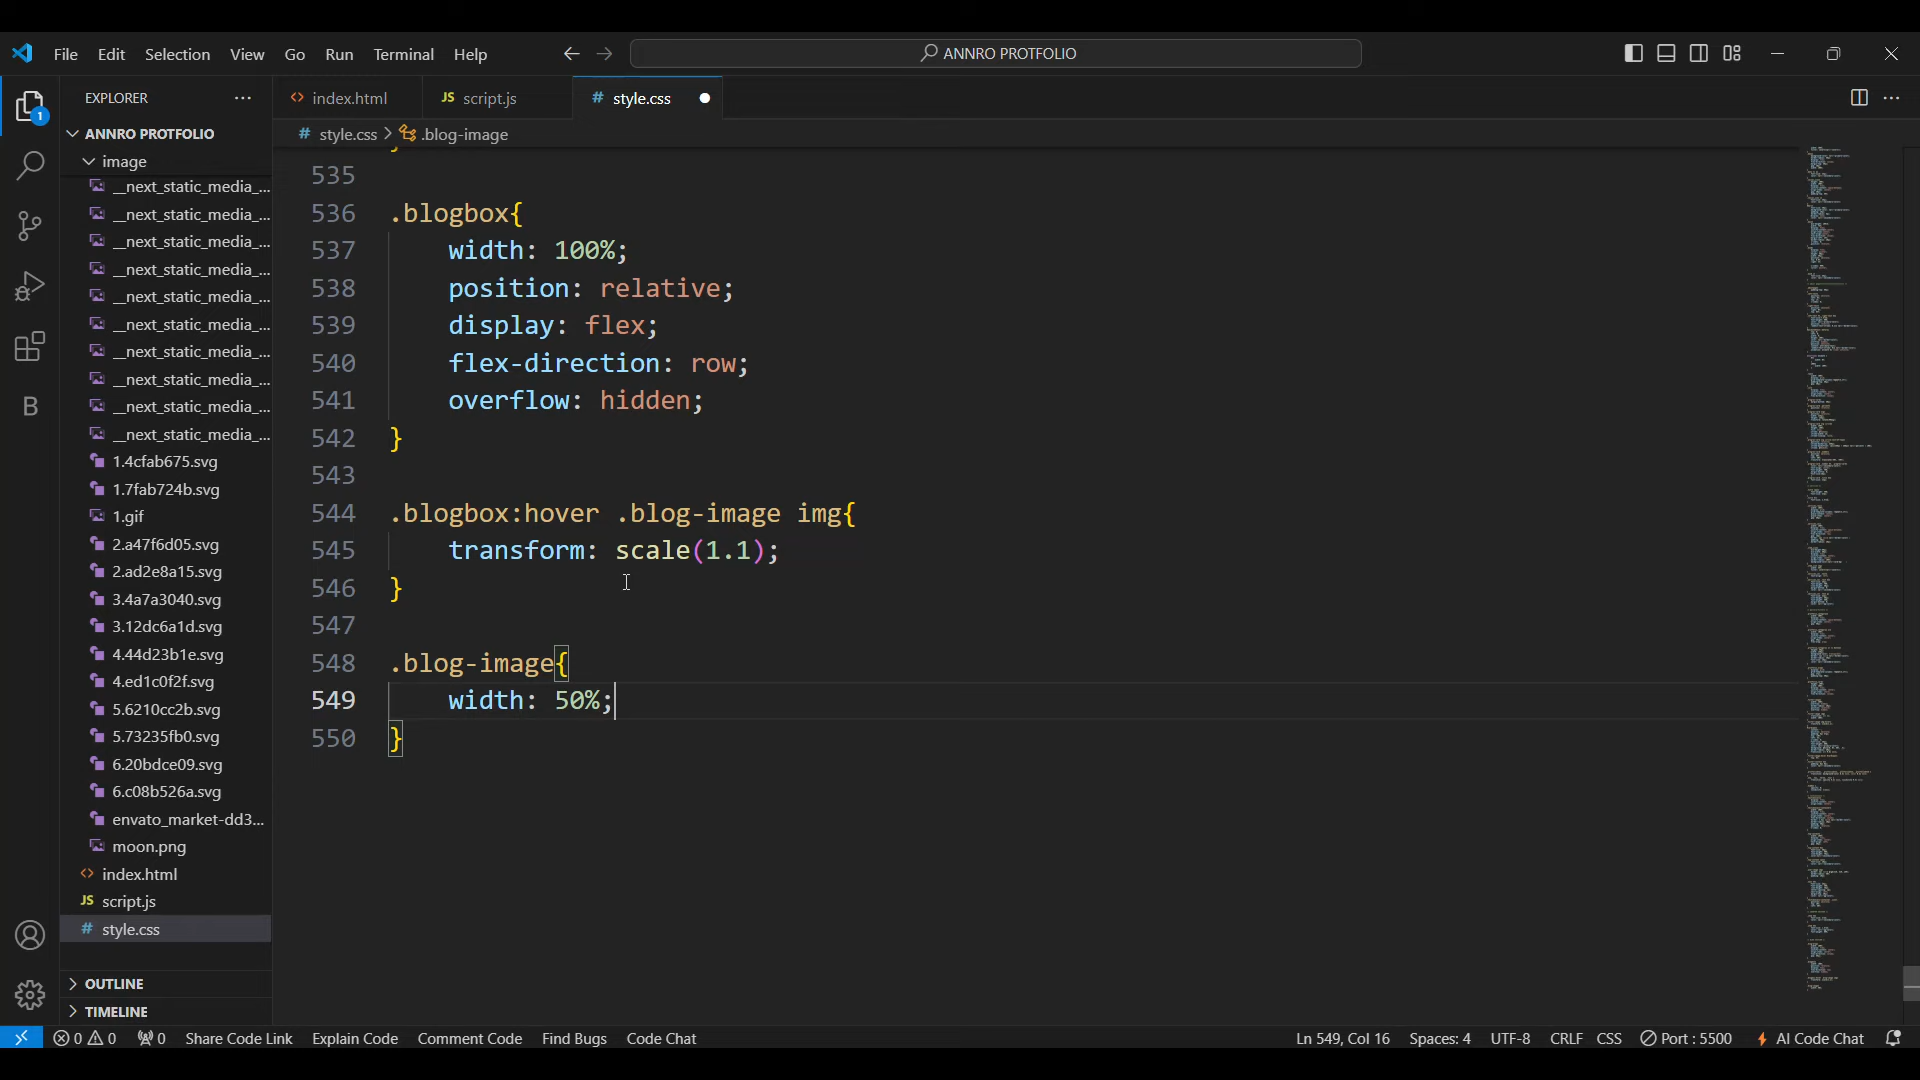 File Edit Selection View Go Run Terminal Help
ANNRO PROTFOLIO
EXPLORER
ANNRO PROTFOLIO
image
__next_static_media_...
__next_static_media_...
__next_static_media_...
__next_static_media_...
__next_static_media_...
__next_static_media_...
__next_static_media_...
__next_static_media_...
__next_static_media_...
__next_static_media_...
1.4cfab675.svg
1.7fab724b.svg
1.gif
2.a47f6d05.svg
2.ad2e8a15.svg
3.4a7a3040.svg
3.12dc6a1d.svg
4.44d23b1e.svg
4.ed1c0f2f.svg
5.6210cc2b.svg
5.73235fb0.svg
6.20bdce09.svg
6.c08b526a.svg
envato_market-dd3...
moon.png
index.html
JS script.js
# style.css
OUTLINE
TIMELINE
1
B
index.html JS script.js # style.css
# style.css > .blog-image
535
536 .blogbox{
537 width: 100%;
538 position: relative;
539 display: flex;
540 flex-direction: row;
541 overflow: hidden;
542 }
543
544 .blogbox:hover .blog-image img{
545 transform: scale(1.1);
546 }
547
548 .blog-image{
549 width: 50%;
550 }
0 0 0 Share Code Link Explain Code Comment Code Find Bugs Code Chat Ln 549, Col 16 Spaces: 4 UTF-8 CRLF CSS Port : 5500 AI Code Chat